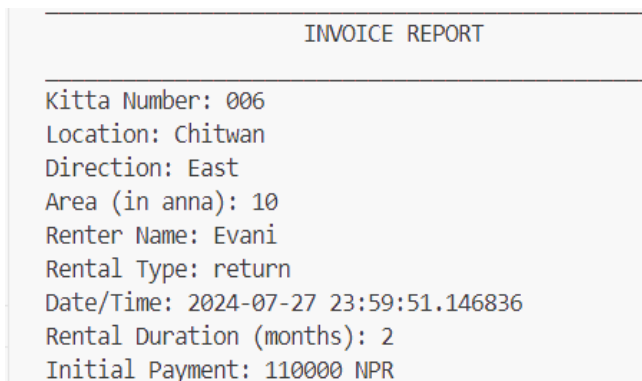 INVOICE REPORT
Kitta Number: 006
Location: Chitwan
Direction: East
Area (in anna): 10
Renter Name: Evani
Rental Type: return
Date/Time: 2024-07-27 23:59:51.146836
Rental Duration (months): 2
Initial Payment: 110000 NPR